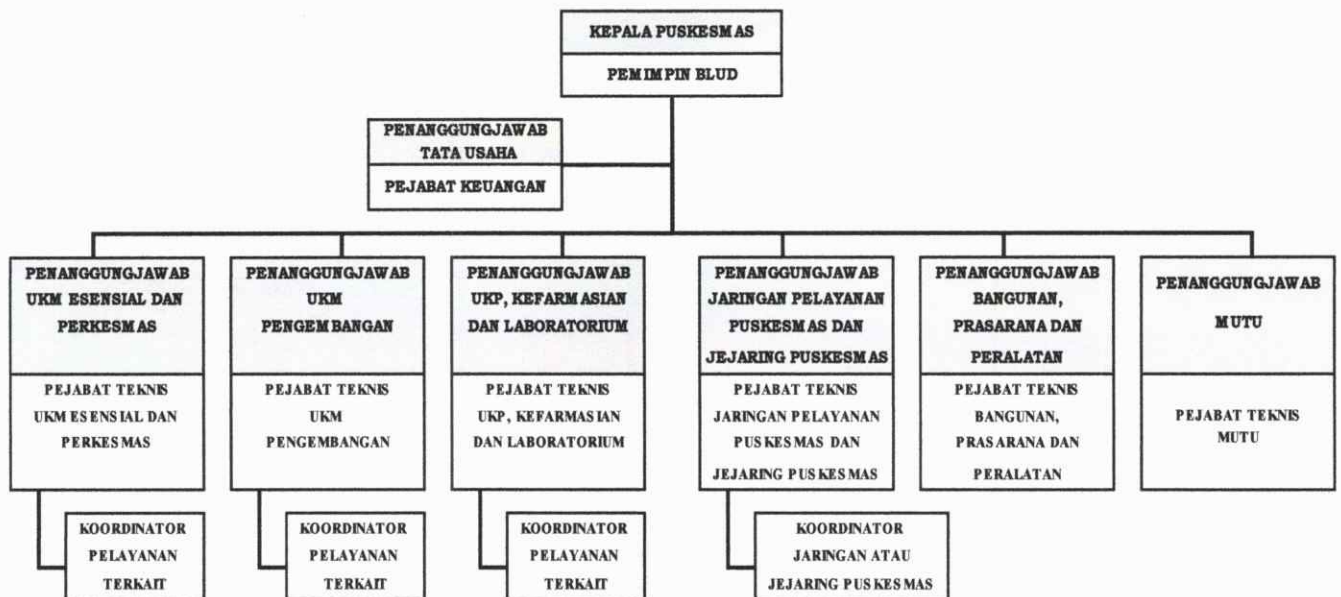 KEPALA PUSKESMAS
PEMIMPIN BLUD
PENANGGUNGJAWAB
TATA USAHA
PEJABAT KEUANGAN
PENANGGUNGJAWAB
UKM ESENSIAL DAN
PERKESMAS
PEJABAT TEKNIS
UKM ESENSIAL DAN
PERKESMAS
KOORDINATOR
PELAYANAN
TERKAIT
PENANGGUNGJAWAB
UKM
PENGEMBANGAN
PEJABAT TEKNIS
UKM
PENGEMBANGAN
KOORDINATOR
PELAYANAN
TERKAIT
PENANGGUNGJAWAB
UKP, KEFARMASIAN
DAN LABORATORIUM
PEJABAT TEKNIS
UKP, KEFARMASIAN
DAN LABORATORIUM
KOORDINATOR
PELAYANAN
TERKAIT
PENANGGUNGJAWAB
JARINGAN PELAYANAN
PUSKESMAS DAN
JEJARING PUSKESMAS
PEJABAT TEKNIS
JARINGAN PELAYANAN
PUSKESMAS DAN
JEJARING PUSKESMAS
KOORDINATOR
JARINGAN ATAU
JEJARING PUSKESMAS
PENANGGUNGJAWAB
BANGUNAN,
PRASARANA DAN
PERALATAN
PEJABAT TEKNIS
BANGUNAN,
PRASARANA DAN
PERALATAN
PENANGGUNGJAWAB
MUTU
PEJABAT TEKNIS
MUTU